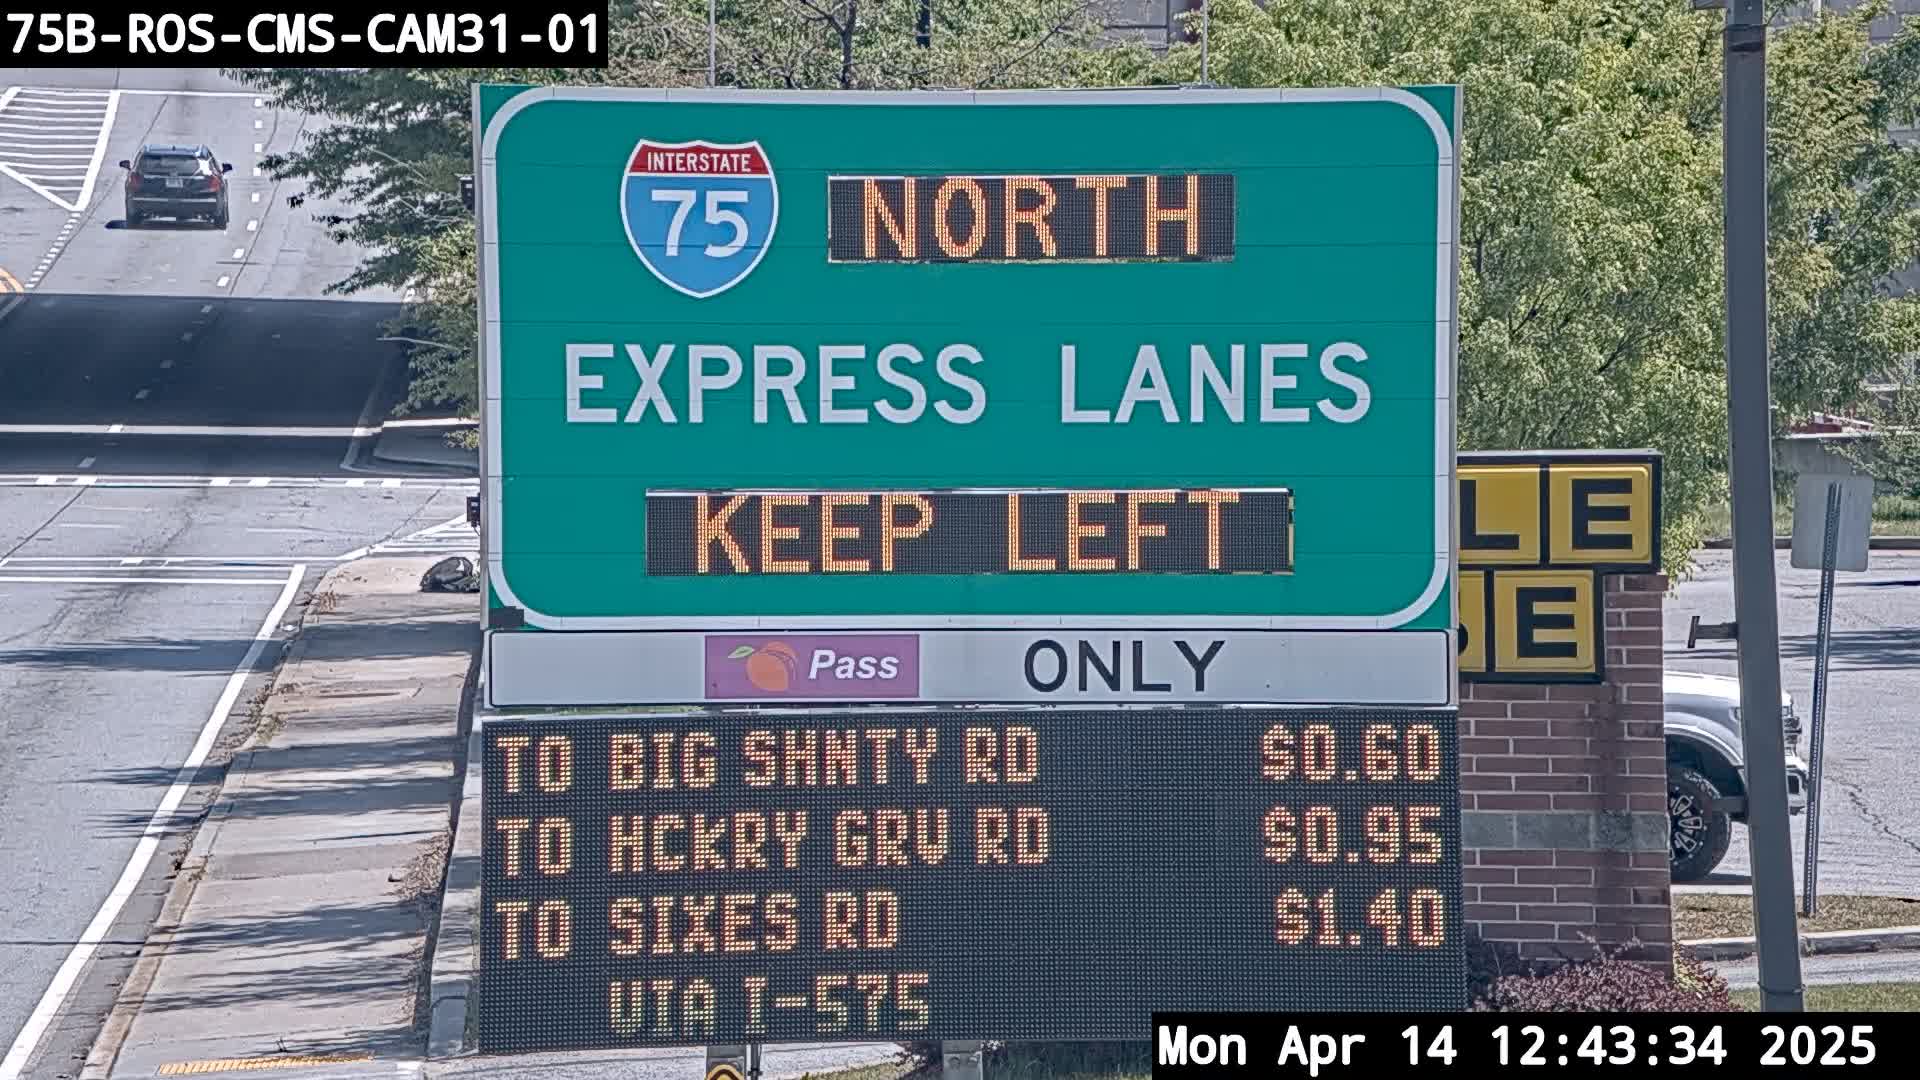 75B-ROS-CMS-CAM31-01
INTERSTATE
75
NORTH
EXPRESS LANES
KEEP LEFT
LE
E
Pass ONLY
TO BIG SHNTY RD $0.60
TO HCKRY GRV RD $0.95
TO SIXES RD $1.40
VIA I-575
Mon Apr 14 12:43:34 2025